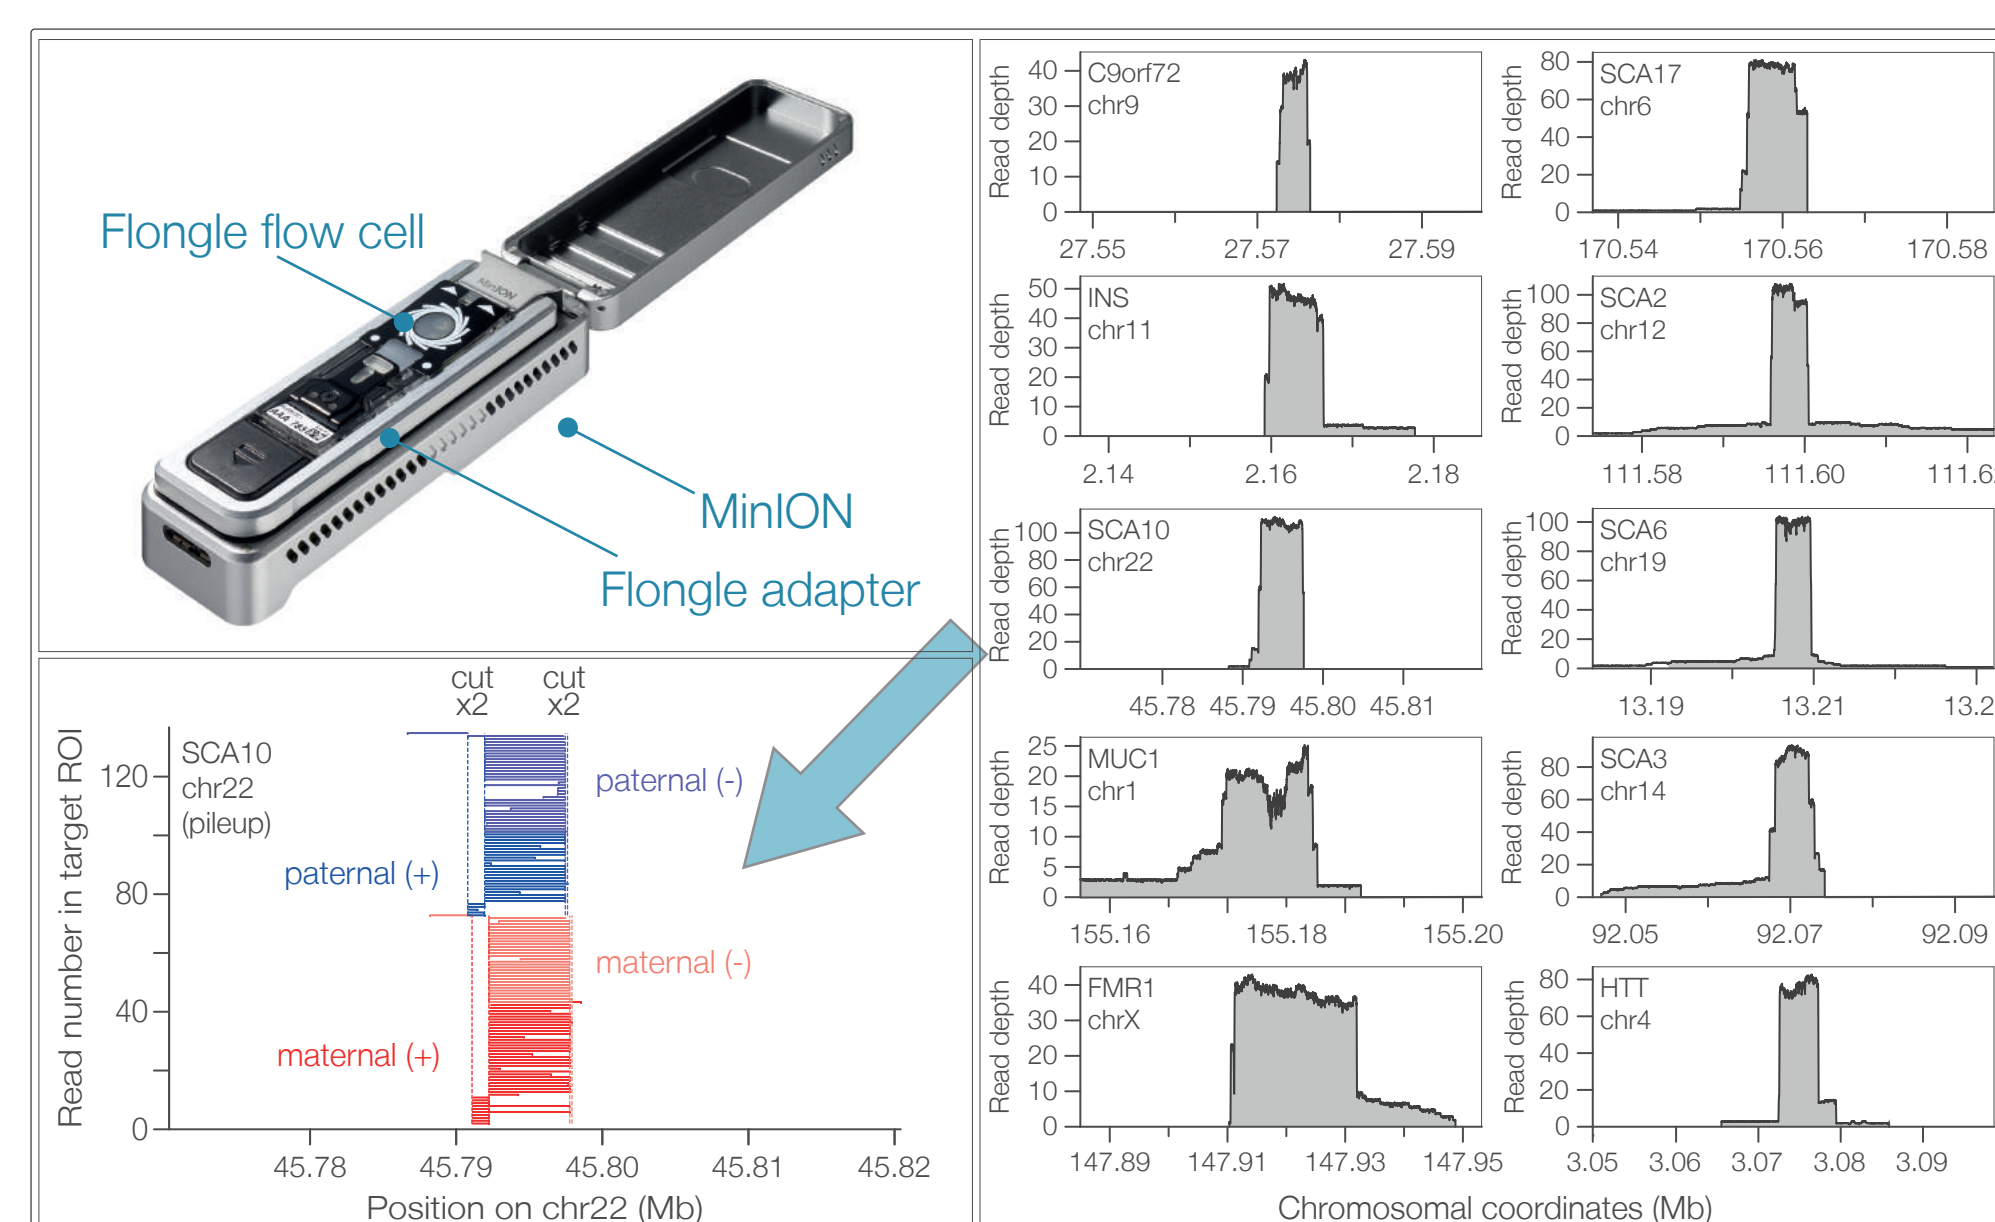 Flongle flow cell
MinION
MinION
Flongle adapter
cut
x2
cut
x2
SCA10
chr22
(pileup)
paternal (-)
paternal (+)
maternal (-)
maternal (+)
Read number in target ROI
120
80
40
0
45.78 45.79 45.80 45.81 45.82
Position on chr22 (Mb)
C9orf72
chr9
Read depth
40
30
20
10
0
27.55 27.57 27.59
SCA17
chr6
Read depth
80
60
40
20
0
170.54 170.56 170.58
INS
chr11
Read depth
50
40
30
20
10
0
2.14 2.16 2.18
SCA2
chr12
Read depth
100
80
60
40
20
0
111.58 111.60
SCA10
chr22
Read depth
100
80
60
40
20
0
45.78 45.79 45.80 45.81
SCA6
chr19
Read depth
100
80
60
40
20
0
13.19 13.21 13.2
MUC1
chr1
Read depth
25
20
15
10
5
0
155.16 155.18 155.20
SCA3
chr14
Read depth
80
60
40
20
0
92.05 92.07 92.09
FMR1
chrX
Read depth
40
30
20
10
0
147.89 147.91 147.93 147.95
HTT
chr4
Read depth
80
60
40
20
0
3.05 3.06 3.07 3.08 3.09
Chromosomal coordinates (Mb)